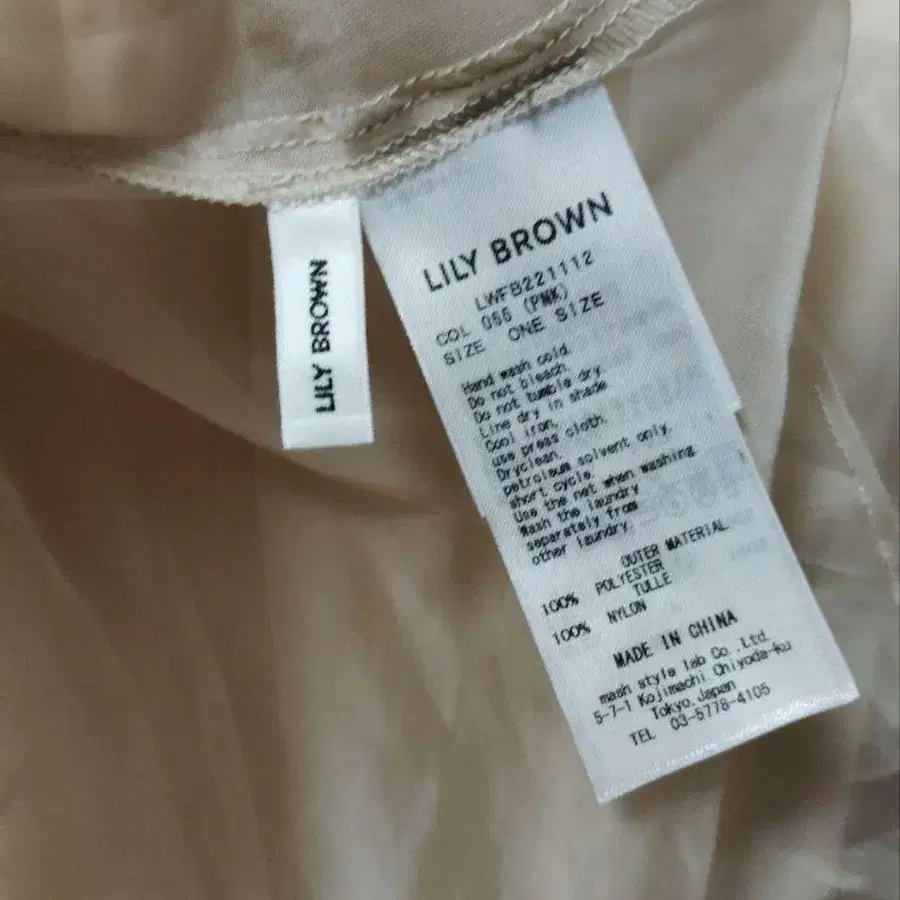 LILY BROWN
LILY BROWN
LWFB221112
COL 065 (PNK)
SIZE ONE SIZE
Hand wash cold.
Do not bleach.
Do not tumble dry.
Line dry in shade
Cool iron.
use press cloth.
Dryclean.
petroleum solvent only.
short cycle.
Use the net when washing.
Wash the laundry
separately from
other laundry.
OUTER MATERIAL
100% POLYESTER
TULLE
100% NYLON
MADE IN CHINA
mash style lab Co.,Ltd.
5-7-1 Kojimachi Chiyoda-ku
Tokyo Japan
TEL 03-5778-4105